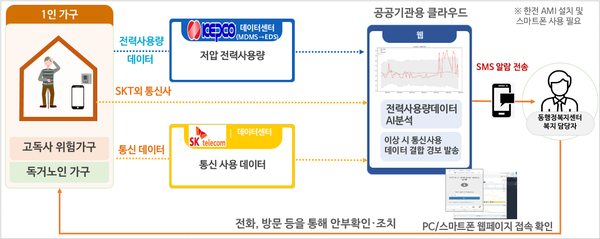 1인 가구
고독사 위험가구
독거노인 가구
전력사용량
데이터
SKT외 통신사
통신 데이터
KEPCO 데이터센터
(MDMS→EDS)
저압 전력사용량
SK
telecom
데이터센터
통신 사용 데이터
공공기관용 클라우드
웹
전력사용량데이터
AI분석
이상 시 통신사용
데이터 결합 경보 발송
※ 한전 AMI 설치 및
스마트폰 사용 필요
SMS 알람 전송
동행정복지센터
복지 담당자
PC/스마트폰 웹페이지 접속 확인
전화, 방문 등을 통해 안부확인·조치